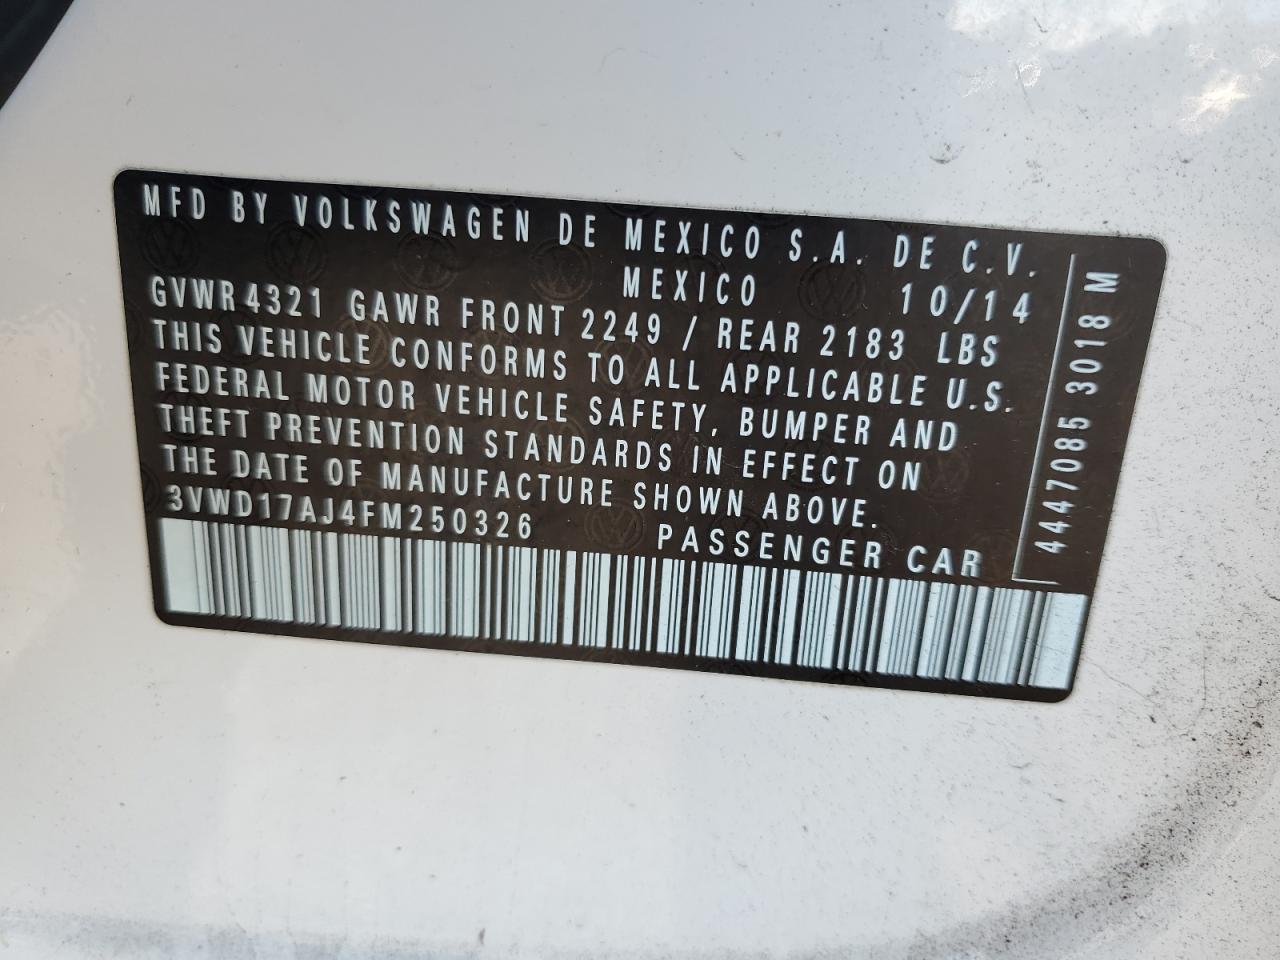 MFD BY VOLKSWAGEN DE MEXICO S.A. DE C.V.
MEXICO 10/14
GVWR 4321 GAWR FRONT 2249 / REAR 2183 LBS
THIS VEHICLE CONFORMS TO ALL APPLICABLE U.S.
FEDERAL MOTOR VEHICLE SAFETY, BUMPER AND
THEFT PREVENTION STANDARDS IN EFFECT ON
THE DATE OF MANUFACTURE SHOWN ABOVE.
3VWD17AJ4FM250326 PASSENGER CAR
4447085 3018 M